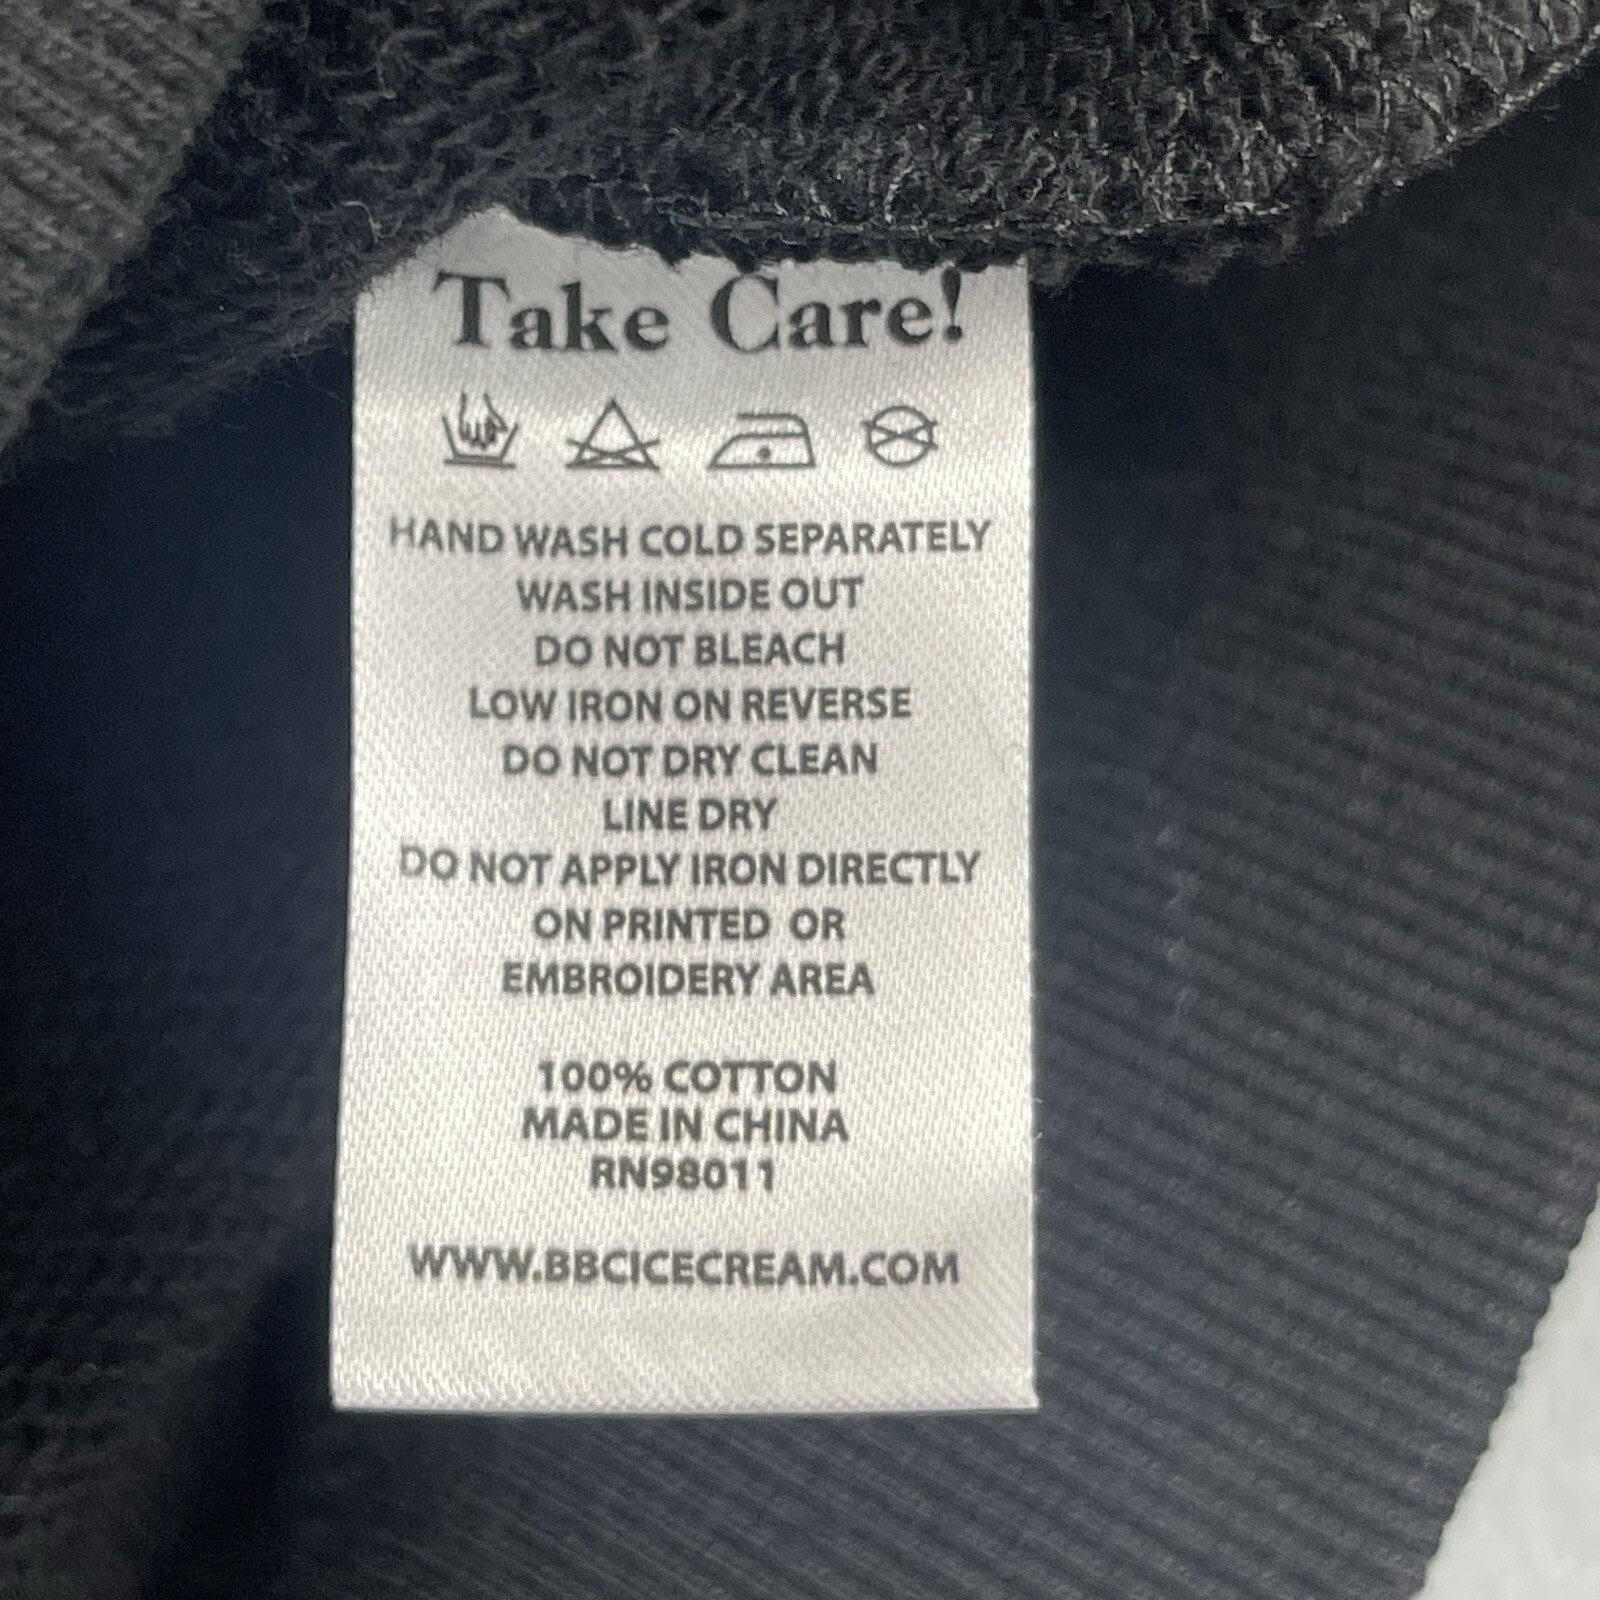 Take Care!
HAND WASH COLD SEPARATELY
WASH INSIDE OUT
DO NOT BLEACH
LOW IRON ON REVERSE
DO NOT DRY CLEAN
LINE DRY
DO NOT APPLY IRON DIRECTLY
ON PRINTED OR
EMBROIDERY AREA
100% COTTON
MADE IN CHINA
RN98011
WWW.BBCICECREAM.COM